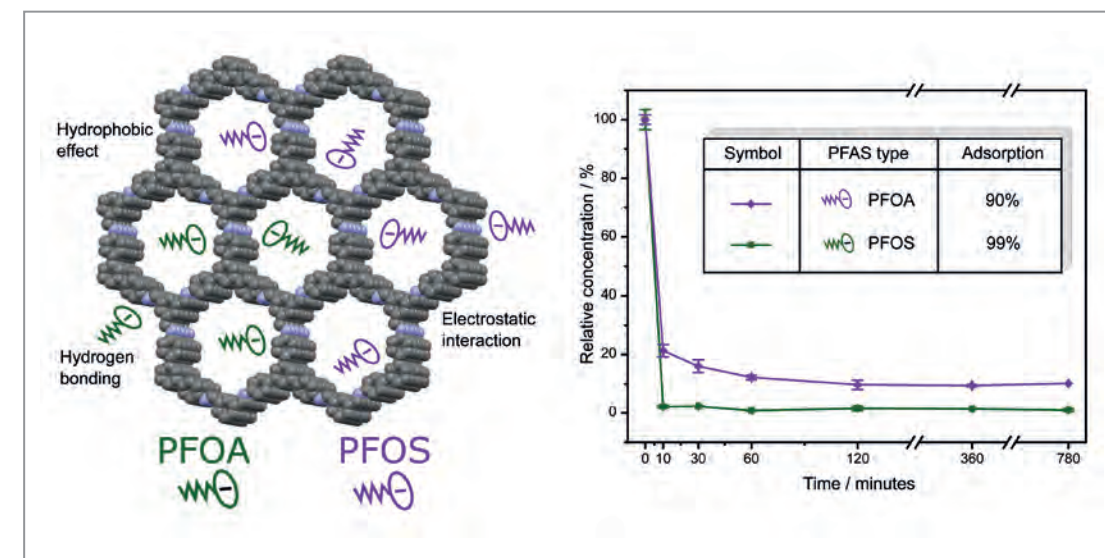 Hydrophobic
effect
Electrostatic
interaction
Hydrogen
bonding
PFOA PFOS
Relative concentration / %
100
80
60
40
20
0
Symbol PFAS type Adsorption
PFOA 90%
PFOS 99%
0 10 30 60 120 360 780
Time / minutes